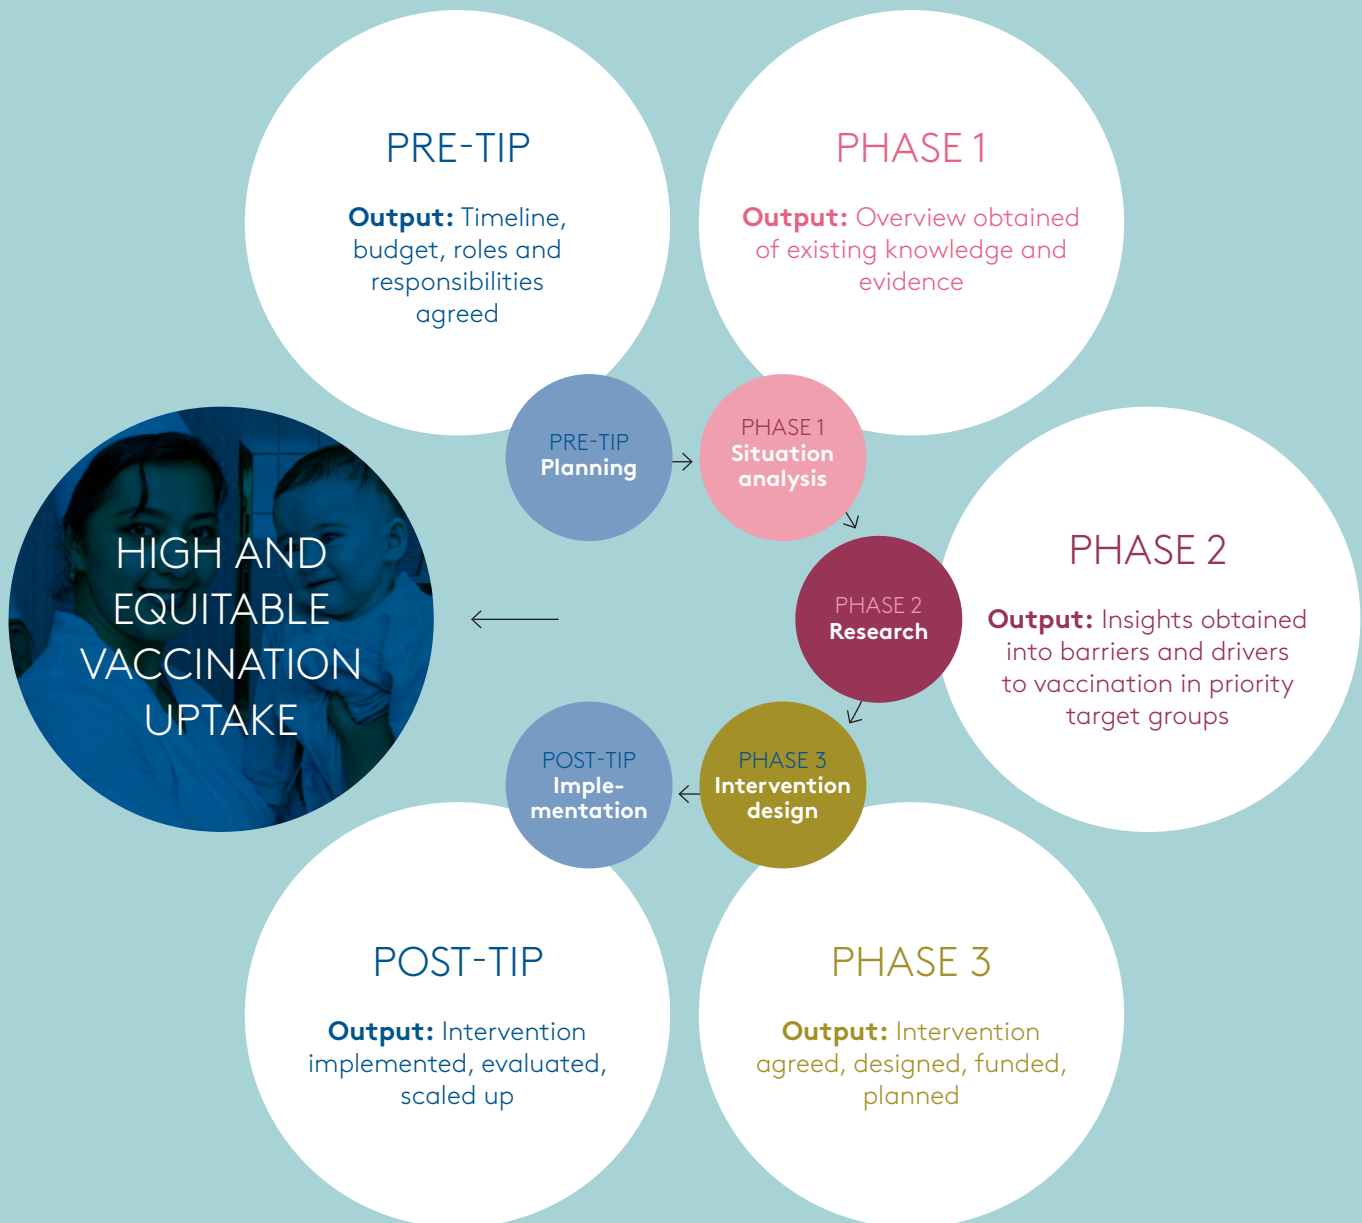 PRE-TIP
Output: Timeline,
budget, roles and
responsibilities
agreed
PHASE 1
Output: Overview obtained
of existing knowledge and
evidence
PRE-TIP
Planning
PHASE 1
Situation
analysis
PHASE 2
Research
PHASE 2
Output: Insights obtained
into barriers and drivers
to vaccination in priority
target groups
HIGH AND
EQUITABLE
VACCINATION
UPTAKE
POST-TIP
Imple-
mentation
PHASE 3
Intervention
design
POST-TIP
Output: Intervention
implemented, evaluated,
scaled up
PHASE 3
Output: Intervention
agreed, designed, funded,
planned